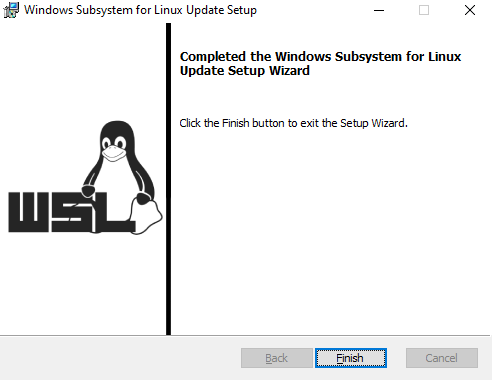 Windows Subsystem for Linux Update Setup
Completed the Windows Subsystem for Linux
Update Setup Wizard
Click the Finish button to exit the Setup Wizard.
WSL
Back
Finish
Cancel